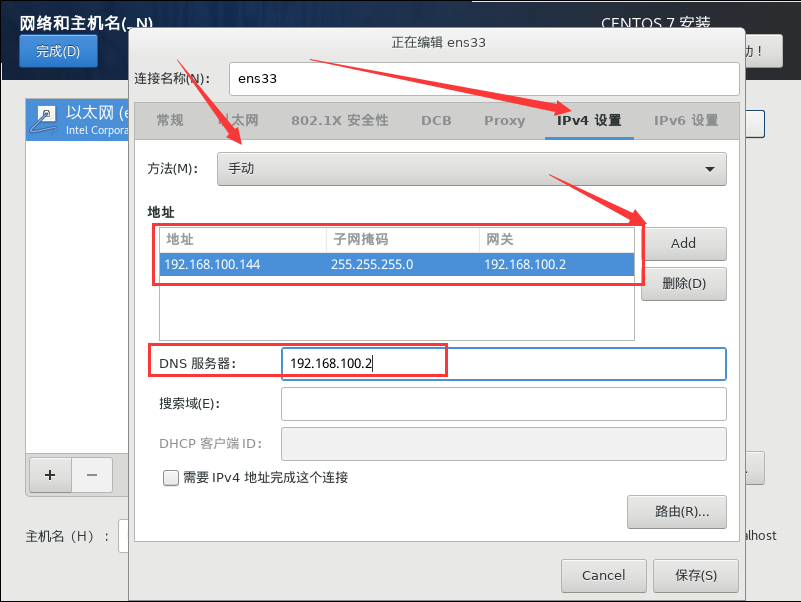 网络和主机名(_N)
CENTOS 7 安装
完成(D)
助！
正在编辑 ens33
连接名称(N)：
ens33
以太网 (e
Intel Corpora
常规
以太网
802.1X 安全性
DCB
Proxy
IPv4 设置
IPv6 设置
方法(M)：
手动
地址
地址 子网掩码 网关
192.168.100.144 255.255.255.0 192.168.100.2
Add
删除(D)
DNS 服务器：
192.168.100.2
搜索域(E)：
DHCP 客户端 ID：
需要 IPv4 地址完成这个连接
路由(R)...
+
−
主机名（H）：
alhost
Cancel
保存(S)